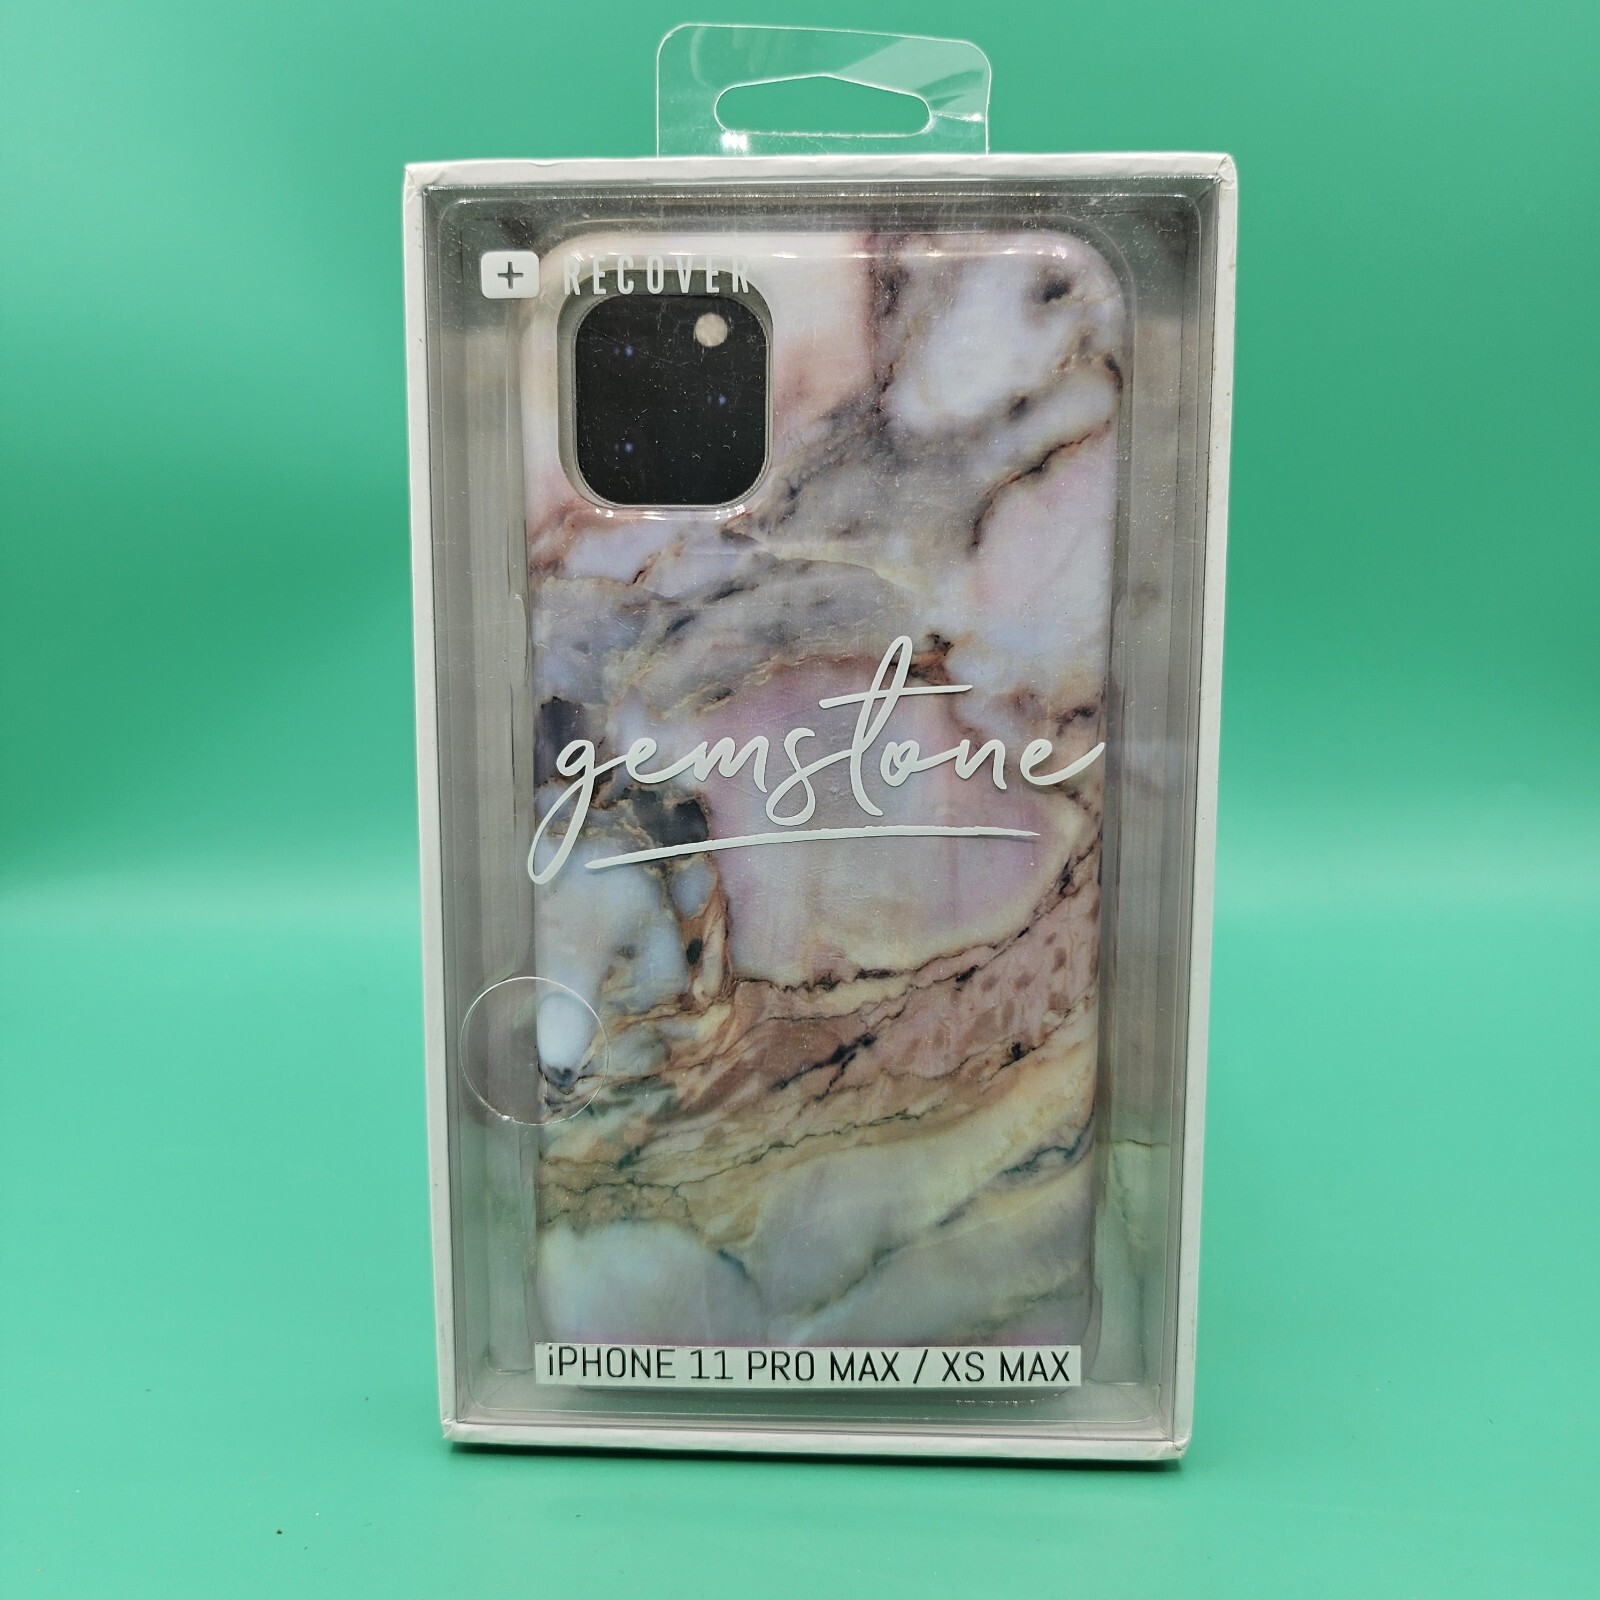 + RECOVER
gemstone
iPHONE 11 PRO MAX / XS MAX